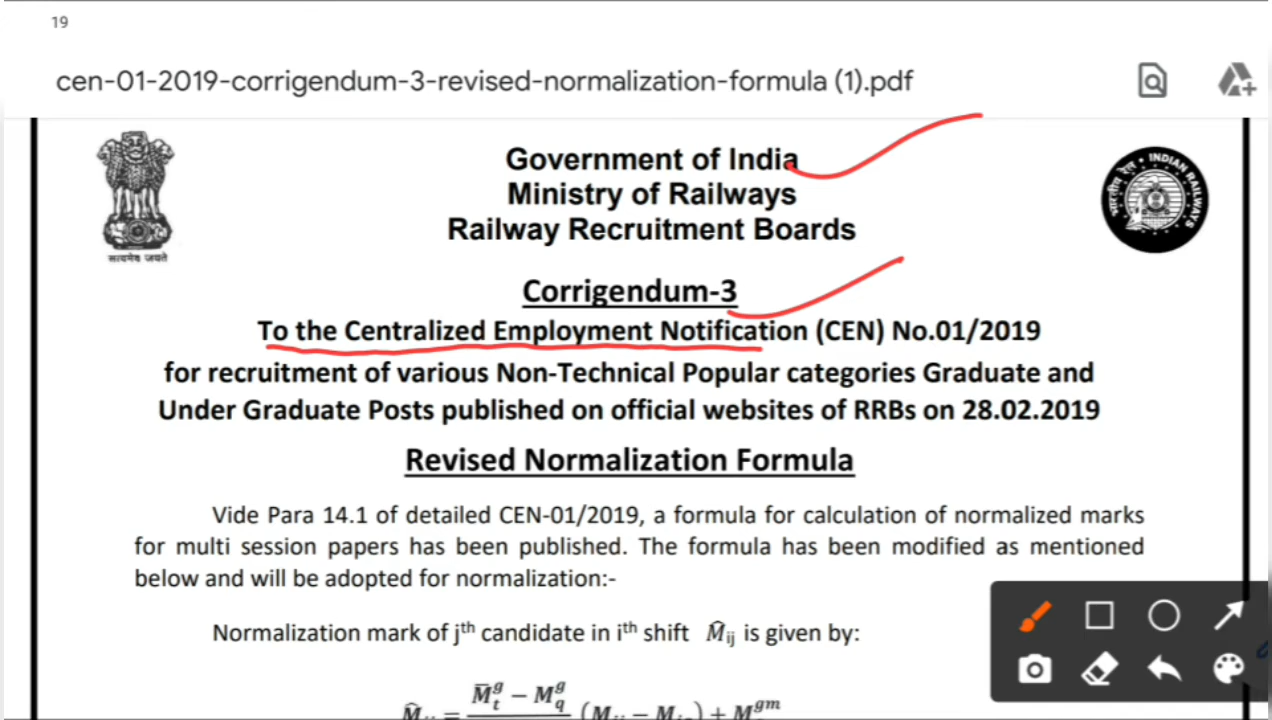 19
cen-01-2019-corrigendum-3-revised-normalization-formula (1).pdf
Government of India
Ministry of Railways
Railway Recruitment Boards
सत्यमेव जयते
INDIAN RAILWAYS
भारतीय रेल
Corrigendum-3
To the Centralized Employment Notification (CEN) No.01/2019
for recruitment of various Non-Technical Popular categories Graduate and
Under Graduate Posts published on official websites of RRBs on 28.02.2019
Revised Normalization Formula
Vide Para 14.1 of detailed CEN-01/2019, a formula for calculation of normalized marks
for multi session papers has been published. The formula has been modified as mentioned
below and will be adopted for normalization:-
Normalization mark of jᵗʰ candidate in iᵗʰ shift M̂ij is given by: